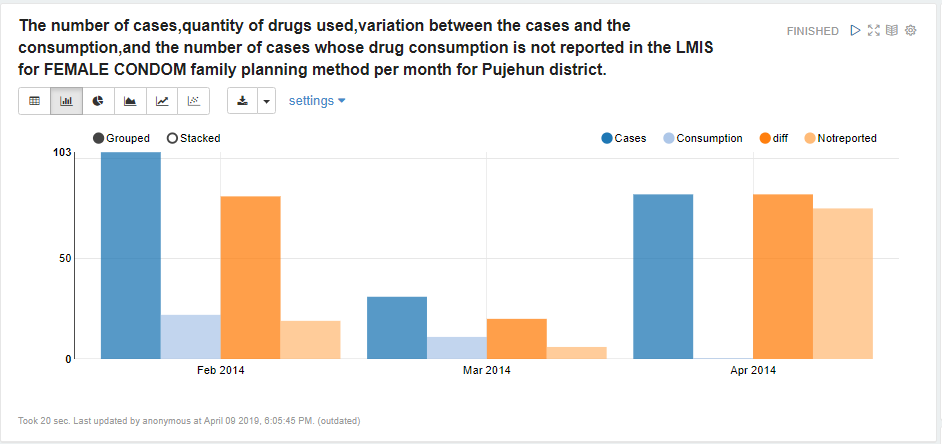 The number of cases,quantity of drugs used,variation between the cases and the
consumption,and the number of cases whose drug consumption is not reported in the LMIS
for FEMALE CONDOM family planning method per month for Pujehun district.
FINISHED
settings
Grouped Stacked
Cases Consumption diff Notreported
103
50
0
Feb 2014 Mar 2014 Apr 2014
Took 20 sec. Last updated by anonymous at April 09 2019, 6:05:45 PM. (outdated)